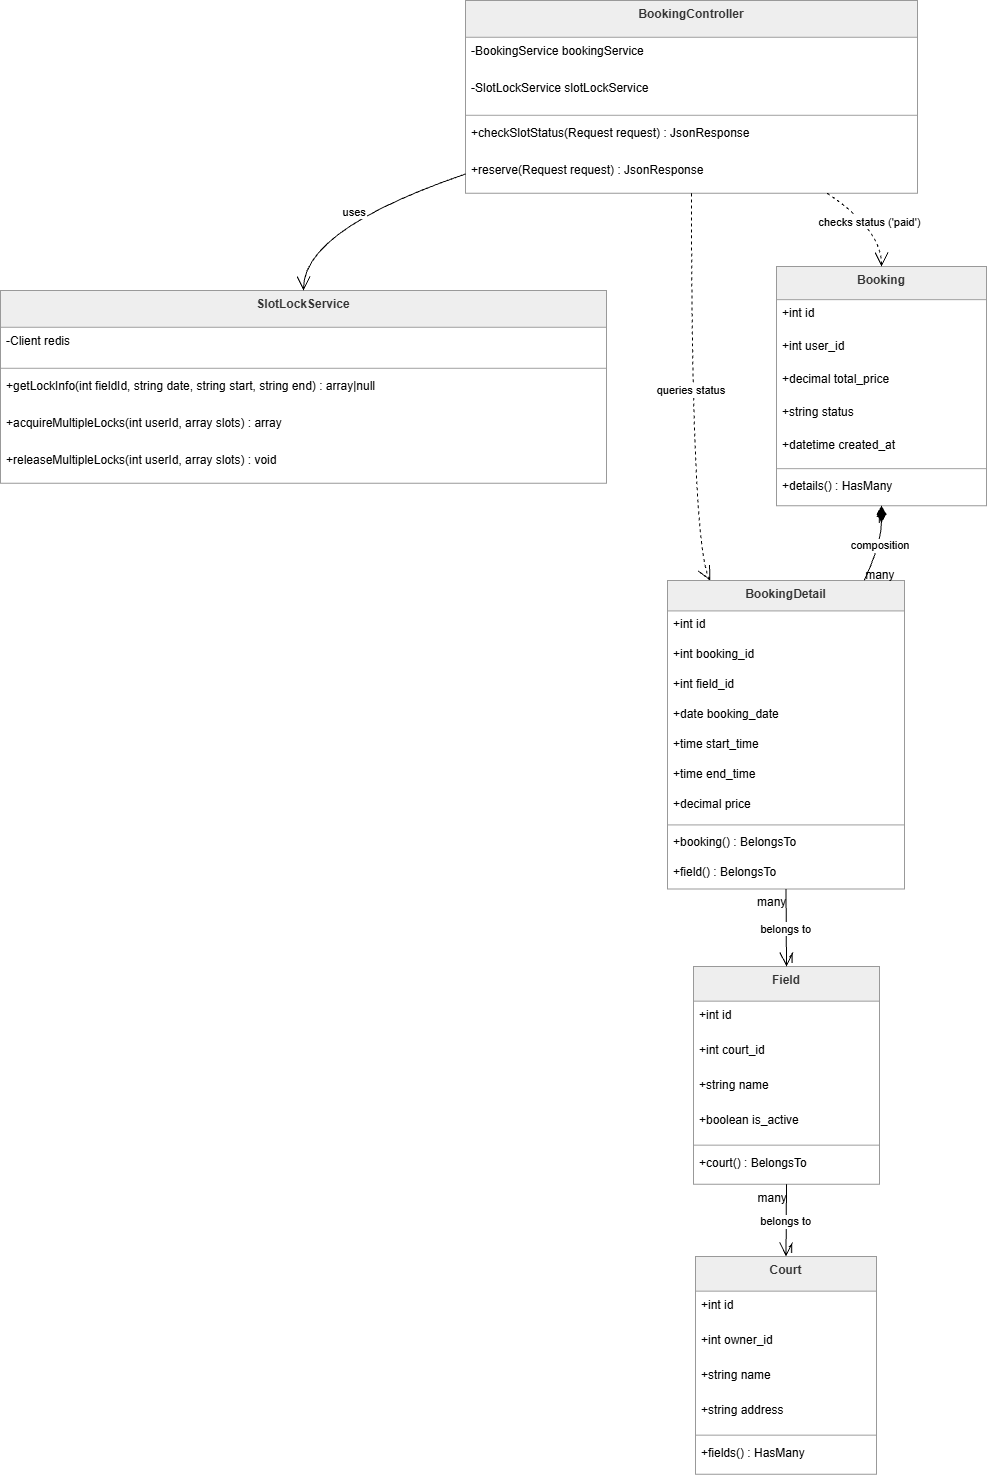 BookingController
-BookingService bookingService
-SlotLockService slotLockService
+checkSlotStatus(Request request) : JsonResponse
+reserve(Request request) : JsonResponse
uses
checks status ('paid')
SlotLockService
-Client redis
+getLockInfo(int fieldId, string date, string start, string end) : array|null
+acquireMultipleLocks(int userId, array slots) : array
+releaseMultipleLocks(int userId, array slots) : void
Booking
+int id
+int user_id
+decimal total_price
+string status
+datetime created_at
+details() : HasMany
queries status
composition
many
BookingDetail
+int id
+int booking_id
+int field_id
+date booking_date
+time start_time
+time end_time
+decimal price
+booking() : BelongsTo
+field() : BelongsTo
many
belongs to
1
Field
+int id
+int court_id
+string name
+boolean is_active
+court() : BelongsTo
many
belongs to
1
Court
+int id
+int owner_id
+string name
+string address
+fields() : HasMany